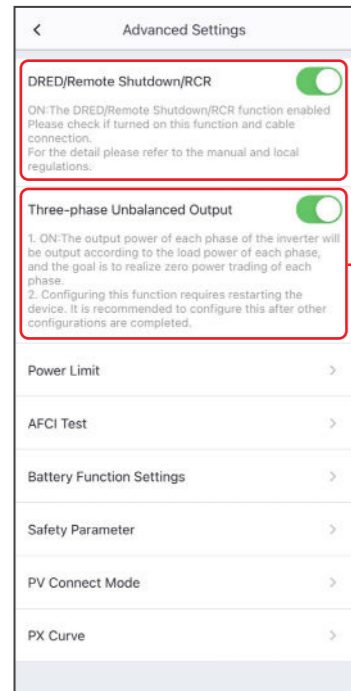 Advanced Settings
DRED/Remote Shutdown/RCR
ON:The DRED/Remote Shutdown/RCR function enabled
Please check if turned on this function and cable
connection.
For the detail please refer to the manual and local
regulations.
Three-phase Unbalanced Output
1. ON:The output power of each phase of the inverter will
be output according to the load power of each phase,
and the goal is to realize zero power trading of each
phase.
2. Configuring this function requires restarting the
device. It is recommended to configure this after other
configurations are completed.
Power Limit
AFCI Test
Battery Function Settings
Safety Parameter
PV Connect Mode
PX Curve